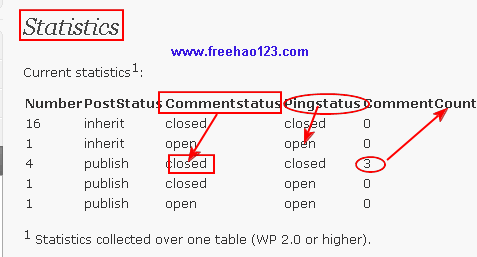 Statistics
www.freehao123.com
Current statistics1:
Number PostStatus Commentstatus Pingstatus CommentCount
16 inherit closed closed 0
1 inherit open open 0
4 publish closed closed 3
1 publish closed open 0
1 publish open open 0
1 Statistics collected over one table (WP 2.0 or higher).